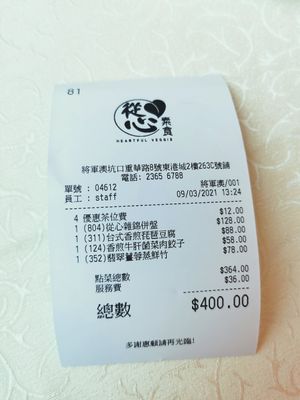 81
從心
素食
HEARTFUL VEGGIE
將軍澳坑口重華路8號東港城2樓263C號舖
電話: 2365 6788
單號 : 04612 將軍澳/001
員工 : staff 09/03/2021 13:24
4 優惠茶位費 $12.00
1 (804)從心雜錦併盤 $128.00
1 (311)台式香煎琵琶豆腐 $88.00
1 (124)香煎牛肝菌菜肉餃子 $58.00
1 (352)翡翠蠶蓉蒸鮮竹 $78.00
點菜總數 $364.00
服務費 $36.00
總數 $400.00
多謝惠顧請再光臨!